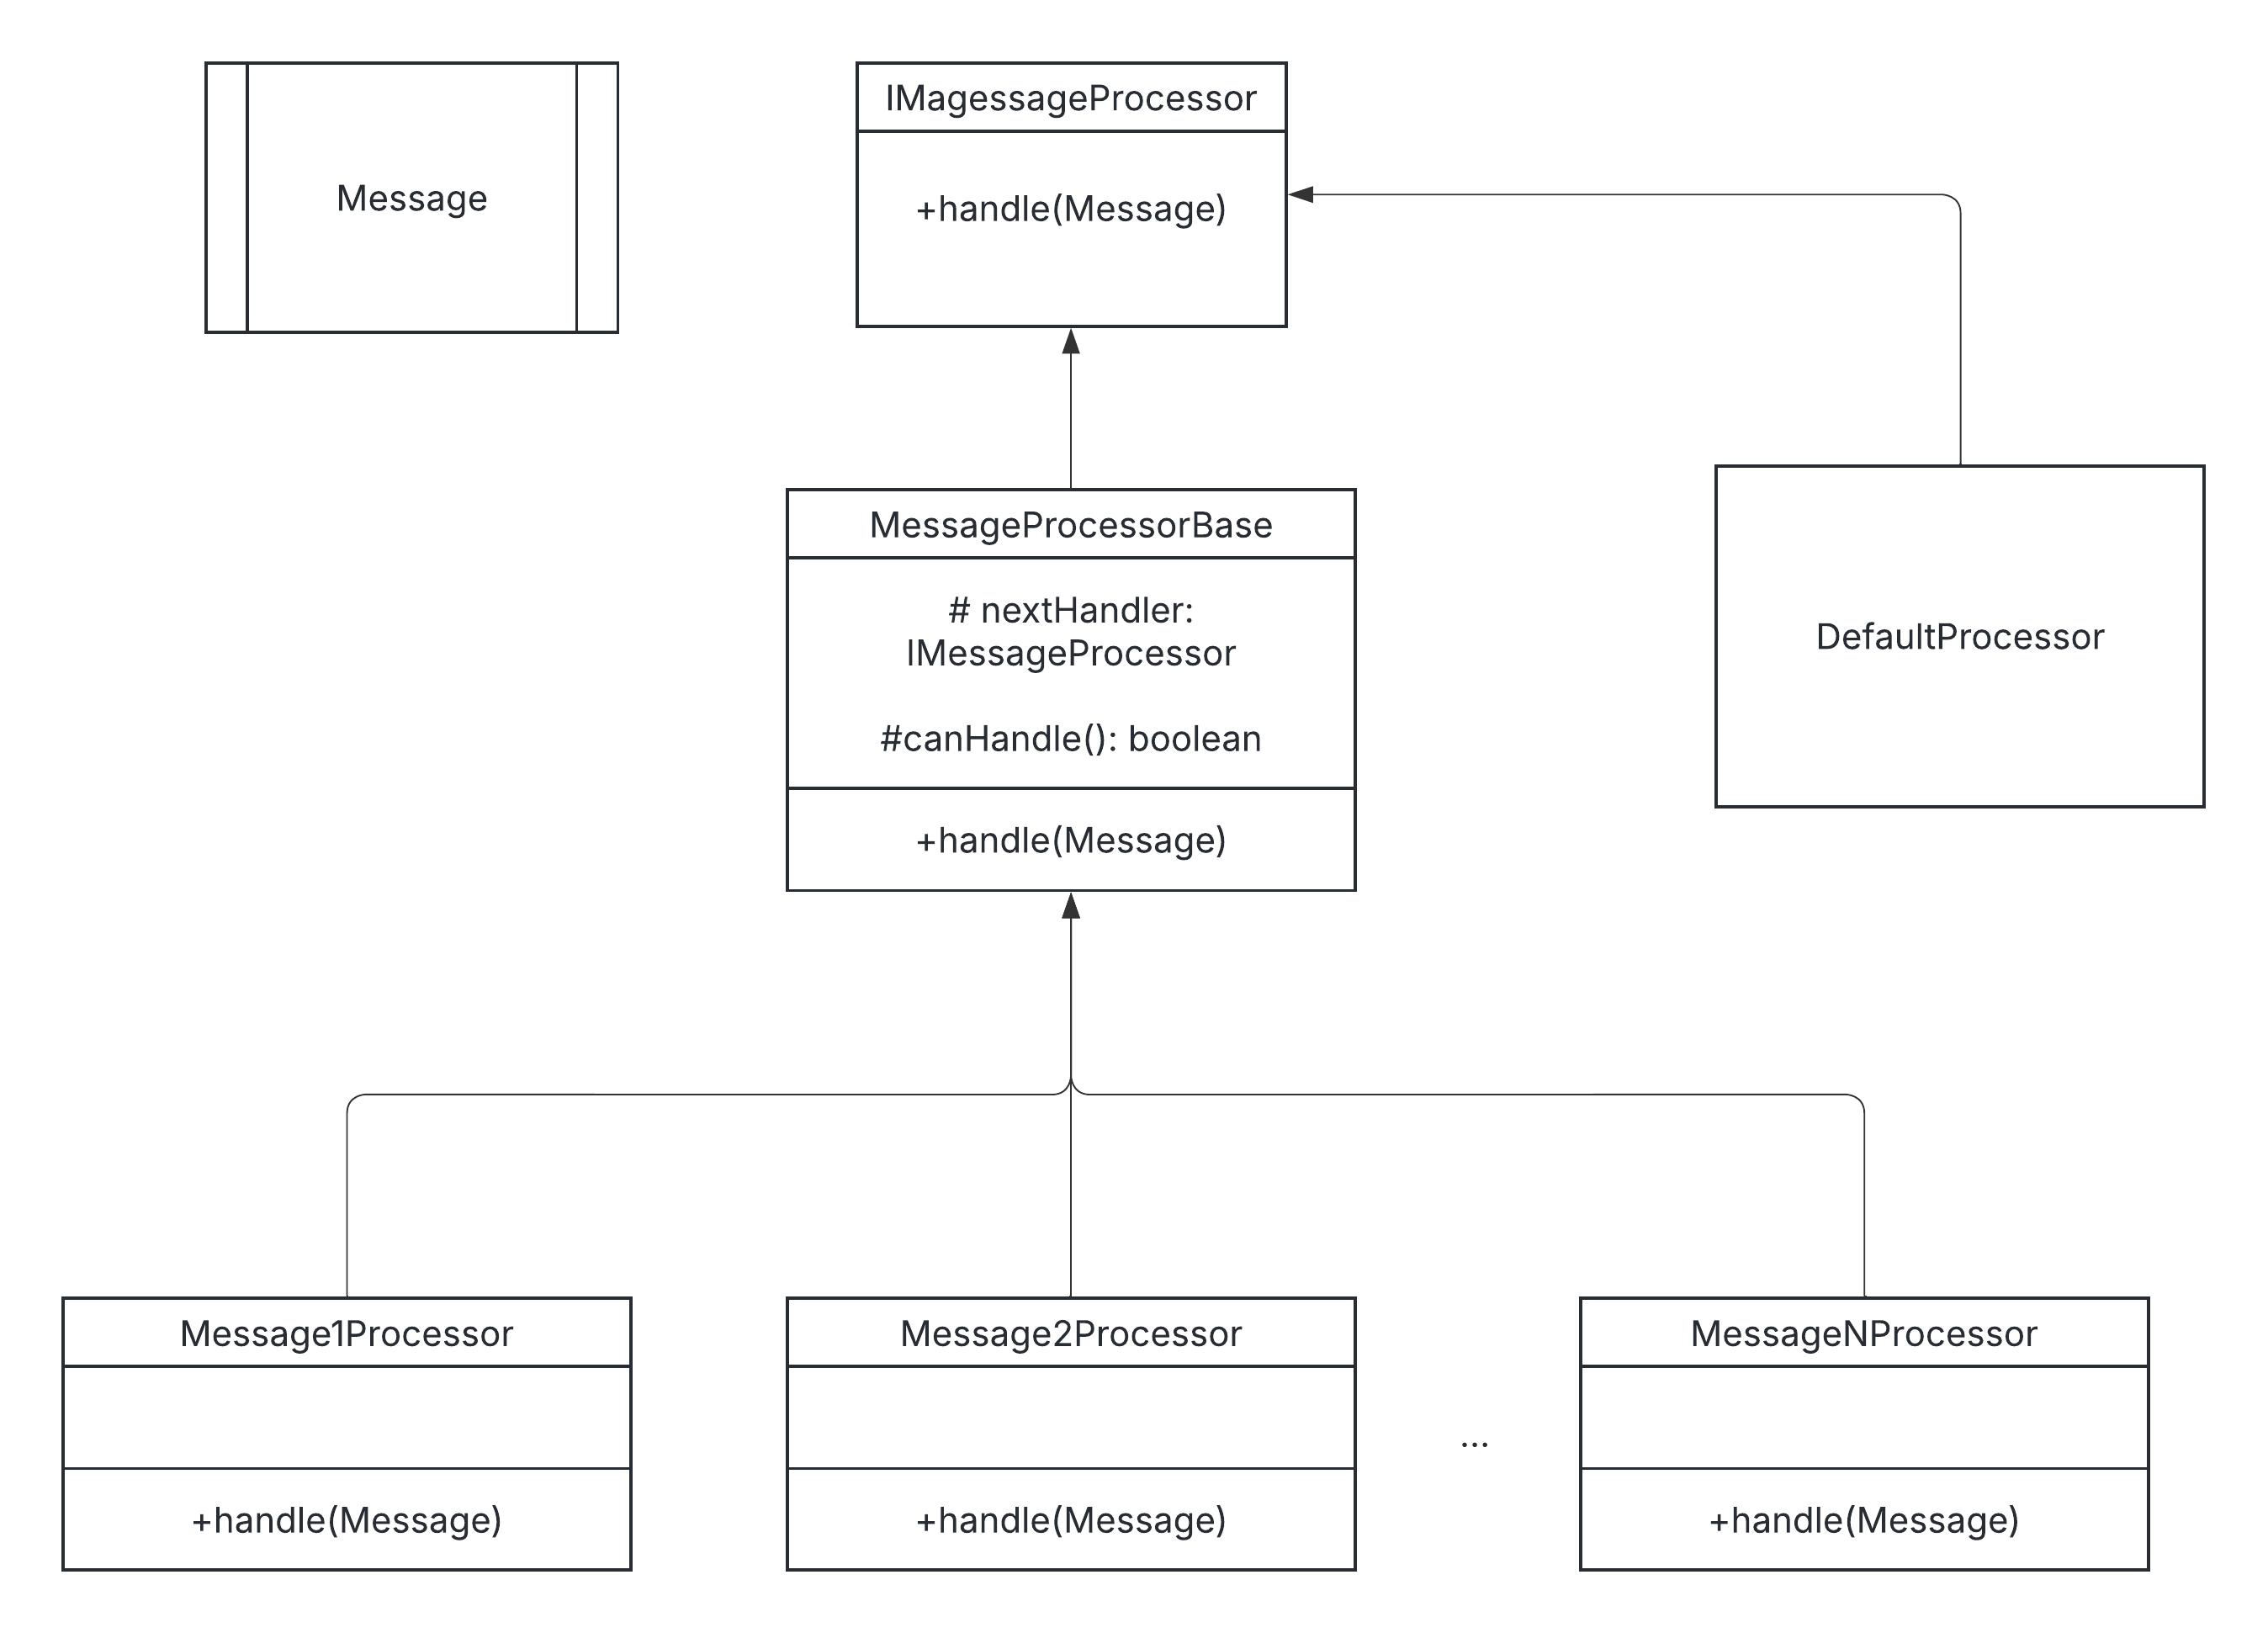 Message
IMagessageProcessor
+handle(Message)
MessageProcessorBase
# nextHandler:
IMessageProcessor
#canHandle(): boolean
+handle(Message)
DefaultProcessor
Message1Processor
+handle(Message)
Message2Processor
+handle(Message)
...
MessageNProcessor
+handle(Message)